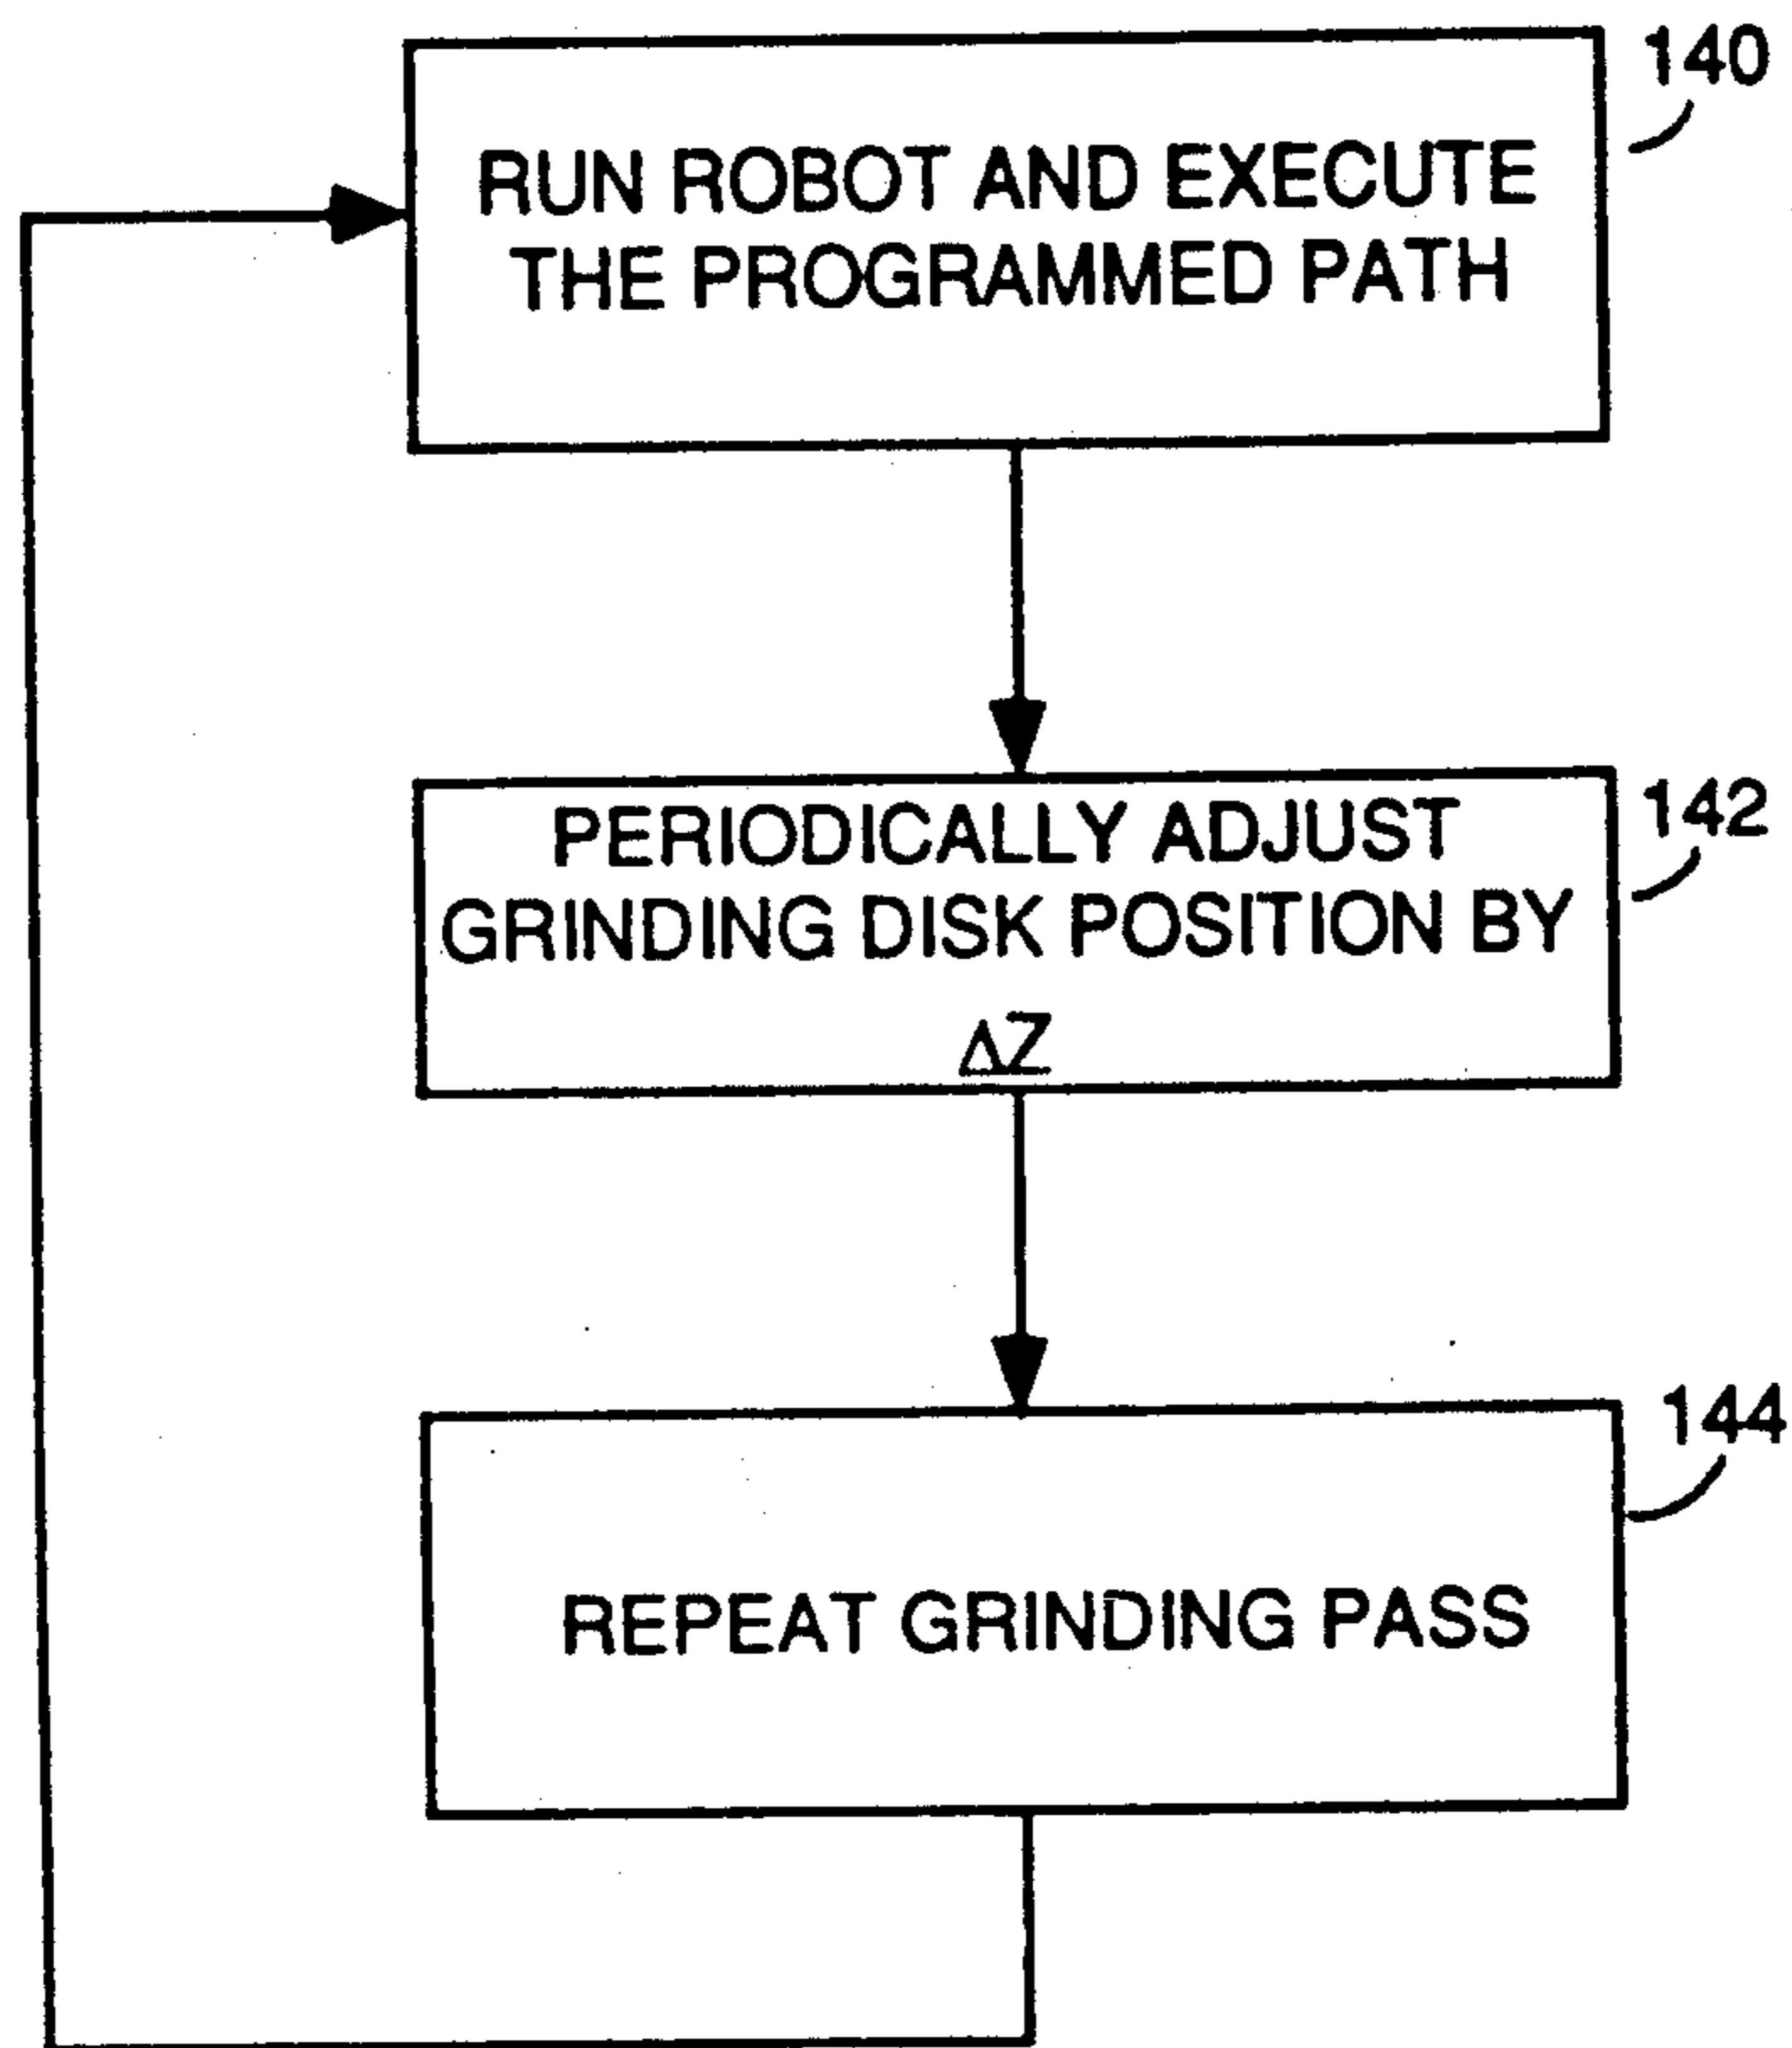 140
RUN ROBOT AND EXECUTE
THE PROGRAMMED PATH
142
PERIODICALLY ADJUST
GRINDING DISK POSITION BY
ΔZ
144
REPEAT GRINDING PASS